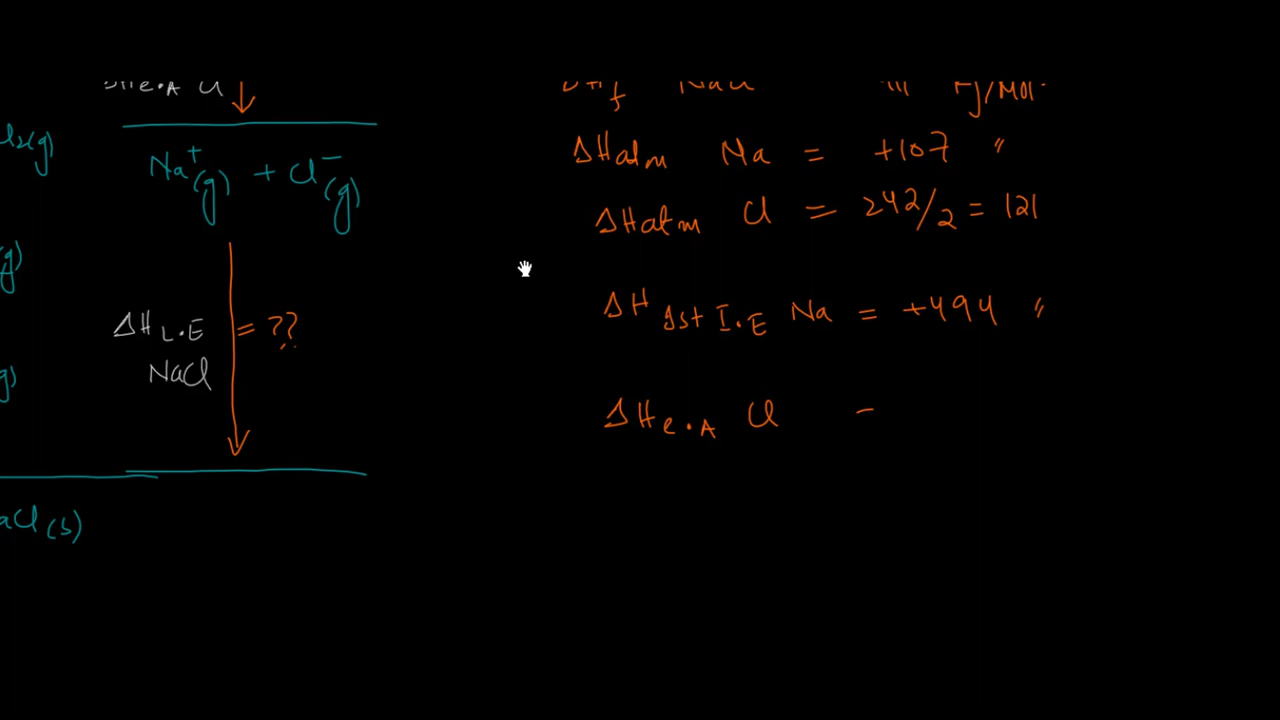 Cl
Na⁺(g) + Cl⁻(g)
ΔH L.E = ??
NaCl
NaCl
ΔHatm Na = +107 "
ΔHatm Cl = 242/2 = 121
ΔH 1st I.E Na = +494 "
ΔHe.A Cl